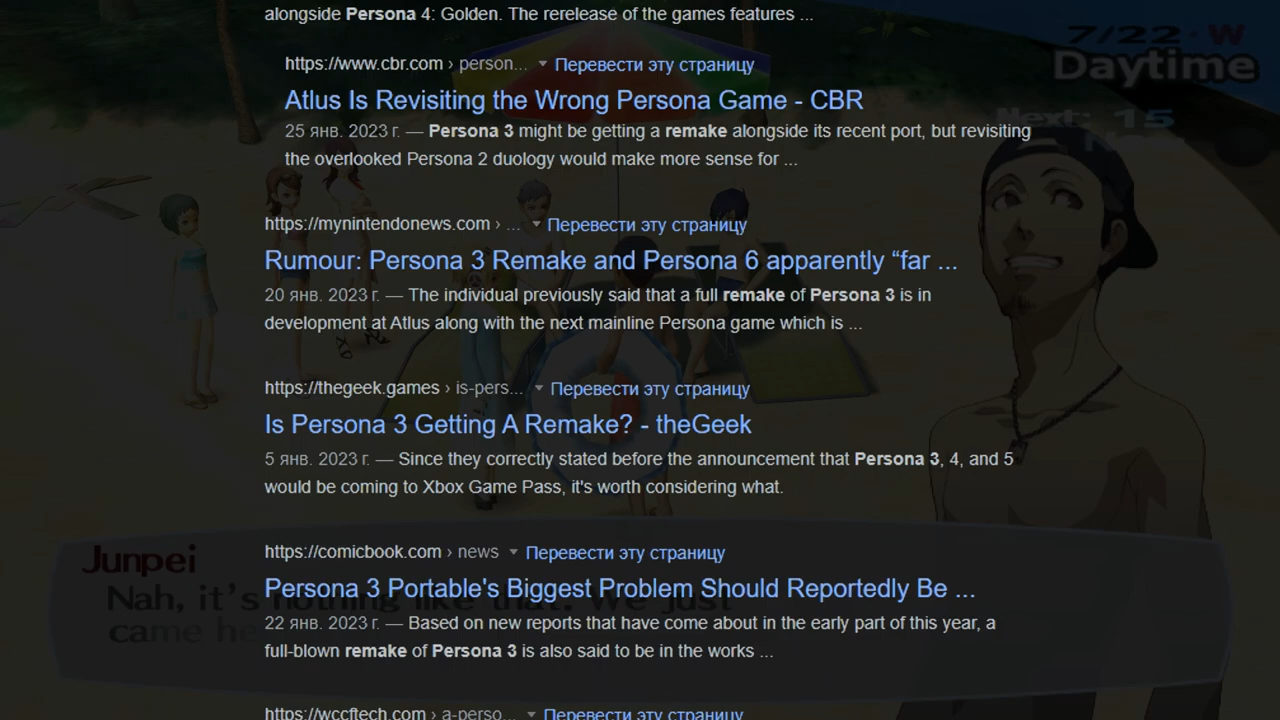 alongside Persona 4: Golden. The rerelease of the games features ...
7/22 · W
Daytime
Next: 15
https://www.cbr.com › person... Перевести эту страницу
Atlus Is Revisiting the Wrong Persona Game - CBR
25 янв. 2023 г. — Persona 3 might be getting a remake alongside its recent port, but revisiting
the overlooked Persona 2 duology would make more sense for ...
https://mynintendonews.com › ... Перевести эту страницу
Rumour: Persona 3 Remake and Persona 6 apparently “far ...
20 янв. 2023 г. — The individual previously said that a full remake of Persona 3 is in
development at Atlus along with the next mainline Persona game which is ...
https://thegeek.games › is-pers... Перевести эту страницу
Is Persona 3 Getting A Remake? - theGeek
5 янв. 2023 г. — Since they correctly stated before the announcement that Persona 3, 4, and 5
would be coming to Xbox Game Pass, it's worth considering what.
https://comicbook.com › news Перевести эту страницу
Persona 3 Portable's Biggest Problem Should Reportedly Be ...
22 янв. 2023 г. — Based on new reports that have come about in the early part of this year, a
full-blown remake of Persona 3 is also said to be in the works ...
Junpei
Nah, it's nothing like that. We just
came
https://wccftech.com › a-perso... Перевести эту страницу